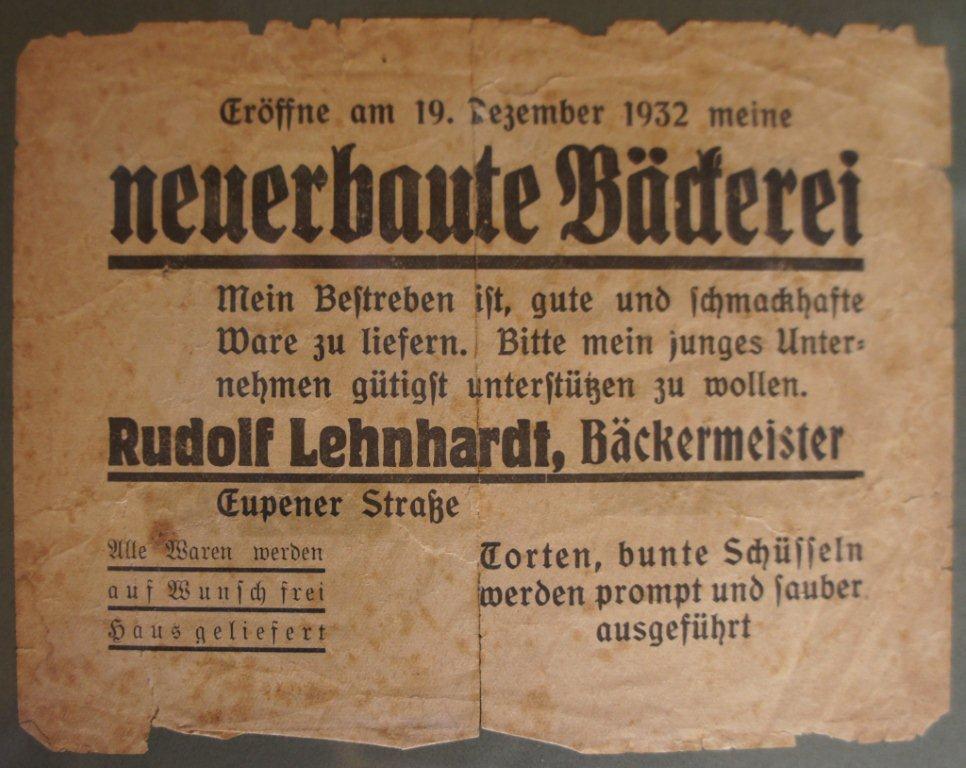 Eröffne am 19. Dezember 1932 meine
neuerbaute Bäckerei
Mein Bestreben ist, gute und schmackhafte
Ware zu liefern. Bitte mein junges Unter-
nehmen gütigst unterstützen zu wollen.
Rudolf Lehnhardt, Bäckermeister
Eupener Straße
Alle Waren werden
auf Wunsch frei
Haus geliefert
Torten, bunte Schüsseln
werden prompt und sauber
ausgeführt